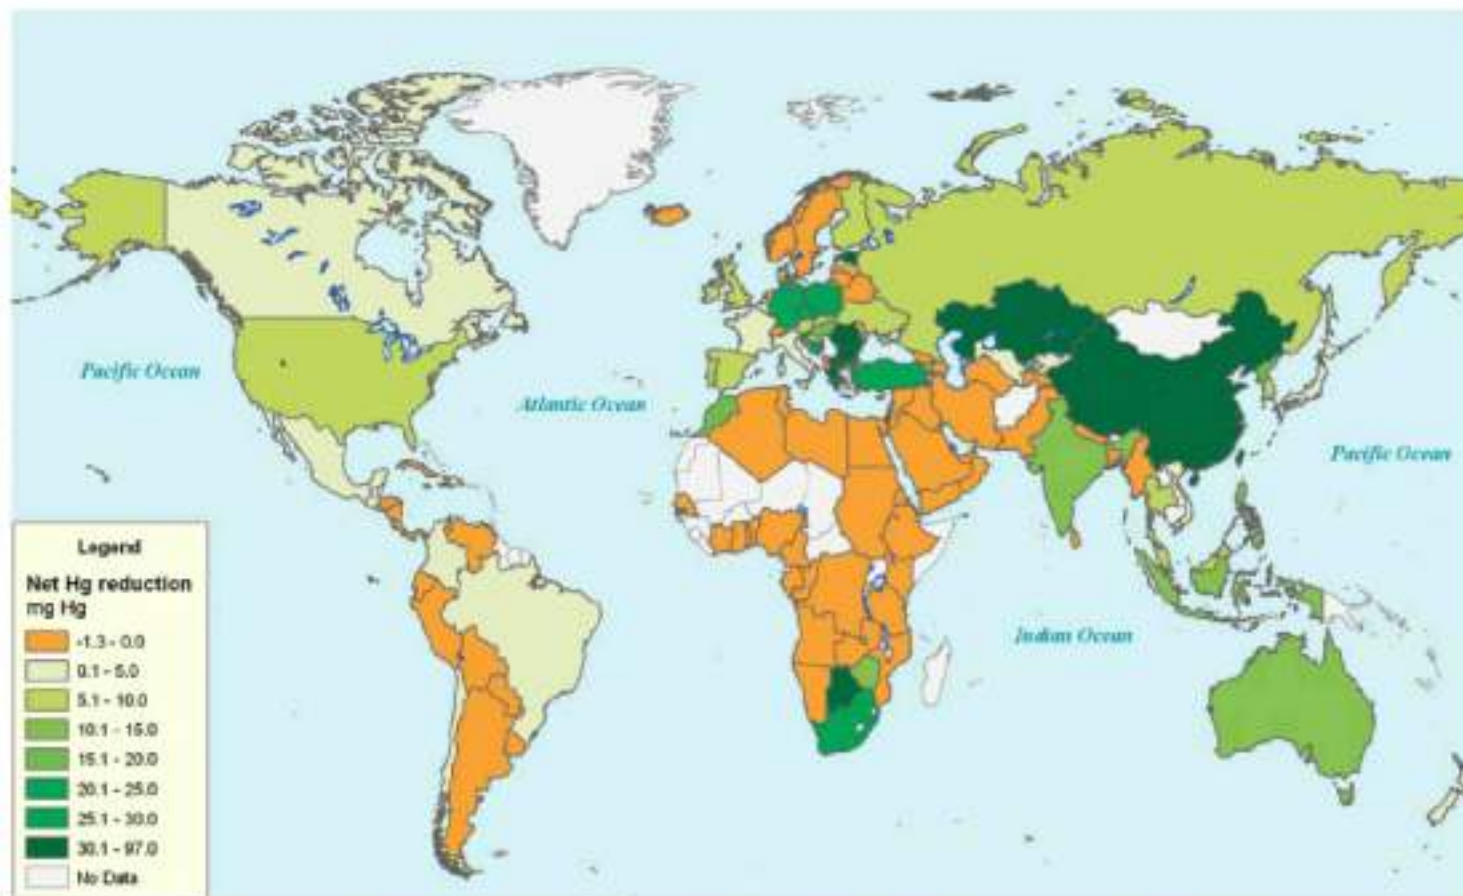 Pacific Ocean
Atlantic Ocean
Pacific Ocean
Indian Ocean
Legend
Net Hg reduction
mg Hg
-1.3 - 0.0
0.1 - 5.0
5.1 - 10.0
10.1 - 15.0
15.1 - 20.0
20.1 - 25.0
25.1 - 30.0
30.1 - 97.0
No Data